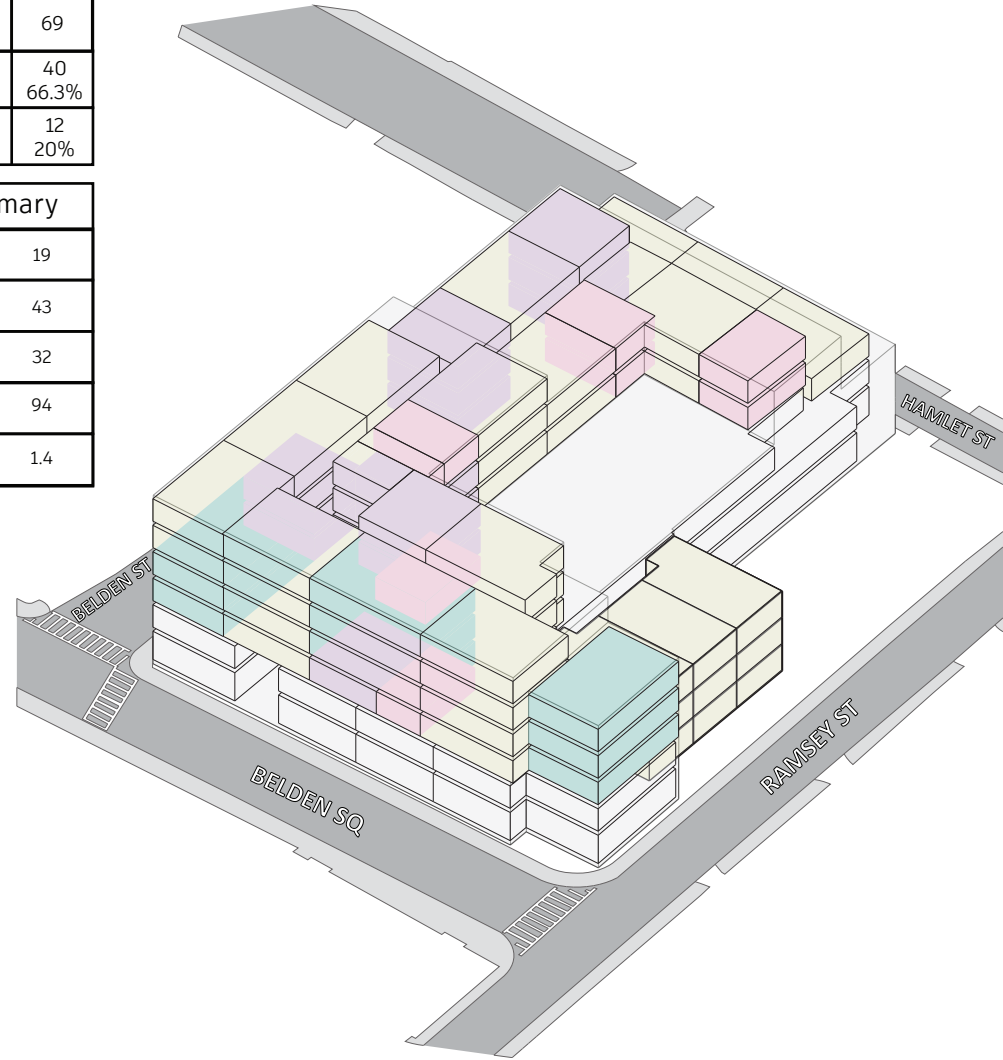 69
40
66.3%
12
20%
mary
19
43
32
94
1.4
HAMLET ST
BELDEN ST
RAMSEY ST
BELDEN SQ